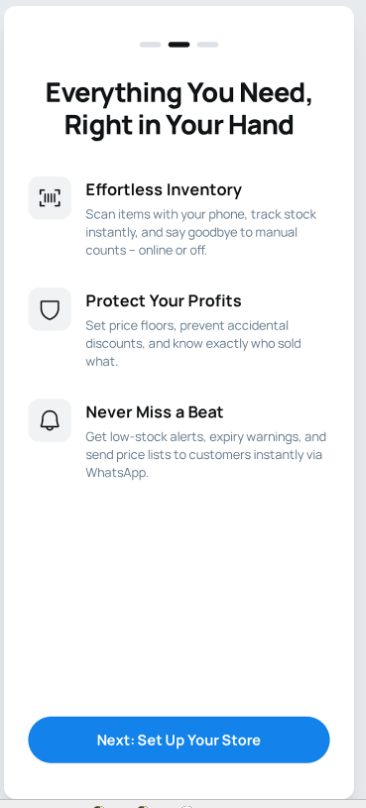 Everything You Need,
Right in Your Hand
Effortless Inventory
Scan items with your phone, track stock
instantly, and say goodbye to manual
counts – online or off.
Protect Your Profits
Set price floors, prevent accidental
discounts, and know exactly who sold
what.
Never Miss a Beat
Get low-stock alerts, expiry warnings, and
send price lists to customers instantly via
WhatsApp.
Next: Set Up Your Store